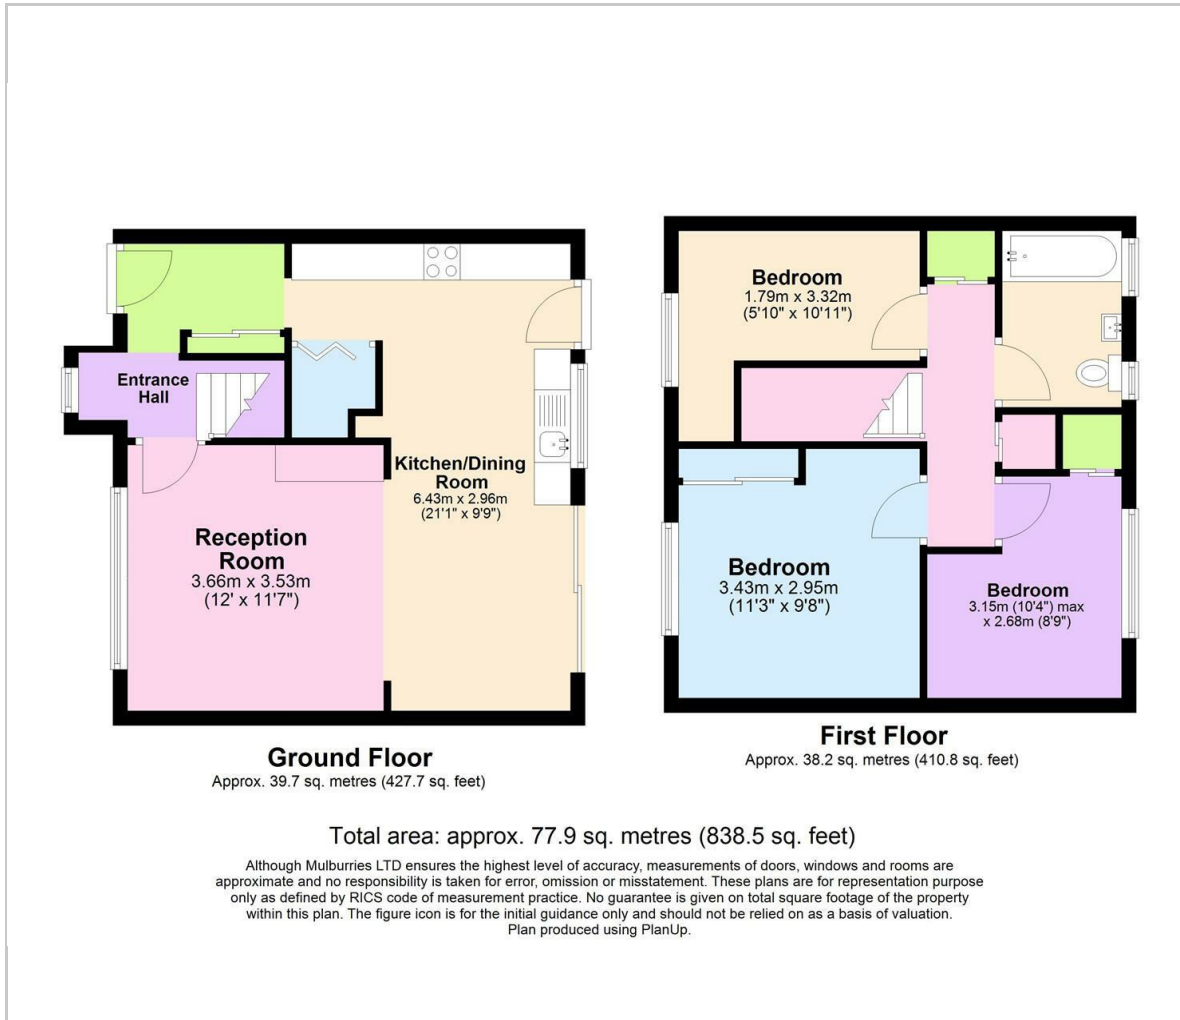 Entrance
Hall
Kitchen/Dining
Room
6.43m x 2.96m
(21'1" x 9'9")
Reception
Room
3.66m x 3.53m
(12' x 11'7")
Ground Floor
Approx. 39.7 sq. metres (427.7 sq. feet)
Bedroom
1.79m x 3.32m
(5'10" x 10'11")
Bedroom
3.43m x 2.95m
(11'3" x 9'8")
Bedroom
3.15m (10'4") max
x 2.68m (8'9")
First Floor
Approx. 38.2 sq. metres (410.8 sq. feet)
Total area: approx. 77.9 sq. metres (838.5 sq. feet)
Although Mulburries LTD ensures the highest level of accuracy, measurements of doors, windows and rooms are
approximate and no responsibility is taken for error, omission or misstatement. These plans are for representation purpose
only as defined by RICS code of measurement practice. No guarantee is given on total square footage of the property
within this plan. The figure icon is for the initial guidance only and should not be relied on as a basis of valuation.
Plan produced using PlanUp.